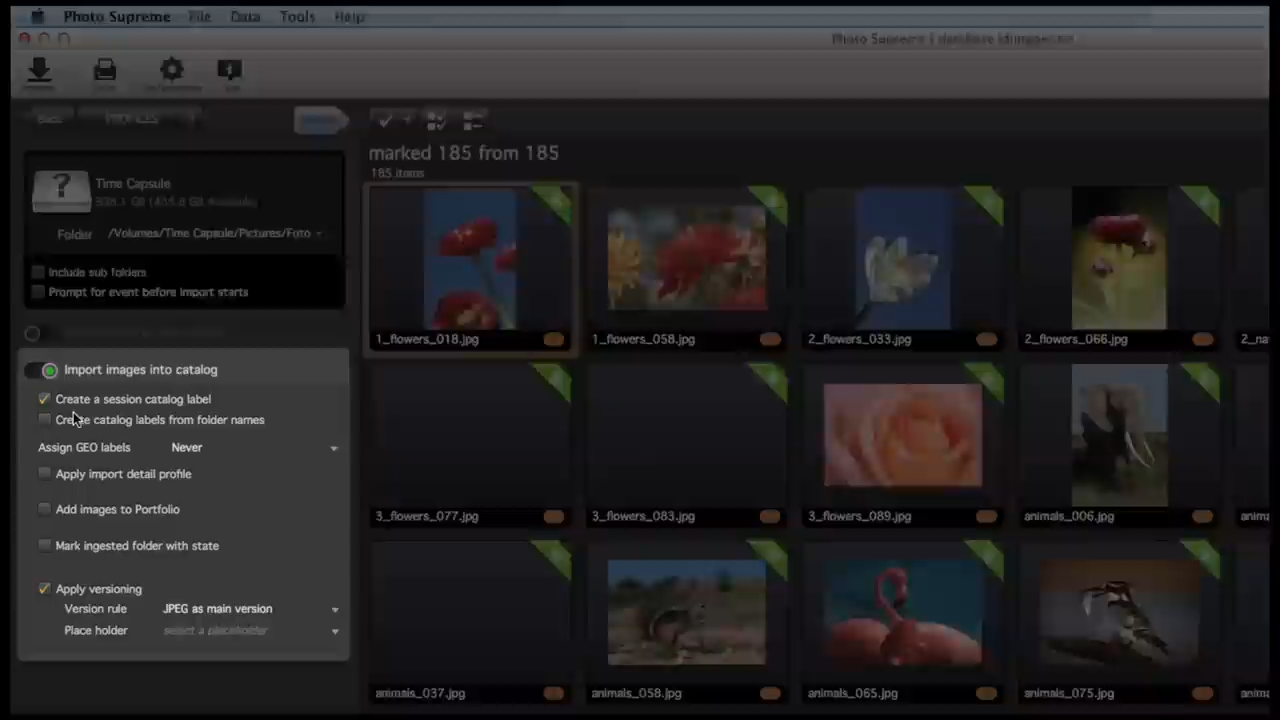 Photo Supreme File Data Tools Help
PROFILES
marked 185 from 185
185 items
Time Capsule
Folder /Volumes/Time Capsule/Pictures/Foto
Include sub folders
Prompt for event before import starts
Import images into catalog
Create a session catalog label
Create catalog labels from folder names
Assign GEO labels Never
Apply import detail profile
Add images to Portfolio
Mark ingested folder with state
Apply versioning
Version rule JPEG as main version
Place holder select a placeholder
1_flowers_018.jpg 1_flowers_058.jpg 2_flowers_033.jpg 2_flowers_066.jpg 2_na
3_flowers_077.jpg 3_flowers_083.jpg 3_flowers_089.jpg animals_006.jpg anima
animals_037.jpg animals_058.jpg animals_065.jpg animals_075.jpg anima